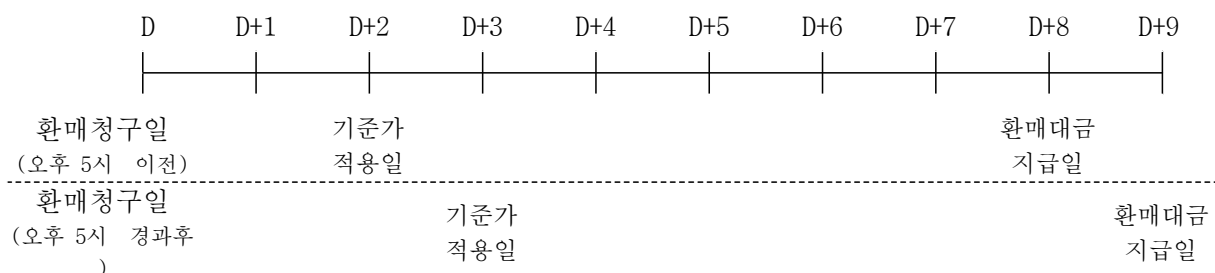 D D+1 D+2 D+3 D+4 D+5 D+6 D+7 D+8 D+9
환매청구일 기준가 환매대금
(오후 5시 이전) 적용일 지급일
환매청구일 기준가 환매대금
(오후 5시 경과후 적용일 지급일
)